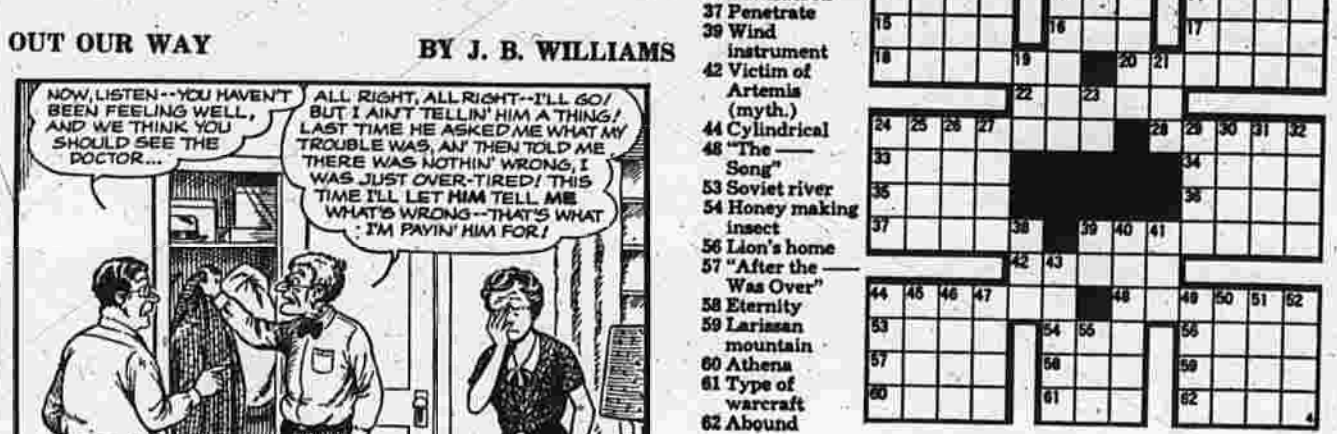 OUT OUR WAY
BY J. B. WILLIAMS
NOW, LISTEN--YOU HAVEN'T
BEEN FEELING WELL,
AND WE THINK YOU
SHOULD SEE THE
DOCTOR...
ALL RIGHT, ALL RIGHT--I'LL GO!
BUT I AIN'T TELLIN' HIM A THING!
LAST TIME HE ASKED ME WHAT MY
TROUBLE WAS, AN' THEN TOLD ME
THERE WAS NOTHIN' WRONG, I
WAS JUST OVER-TIRED! THIS
TIME I'LL LET HIM TELL ME
WHAT'S WRONG--THAT'S WHAT
I'M PAYIN' HIM FOR!
37 Penetrate
39 Wind
instrument
42 Victim of
Artemis
(myth.)
44 Cylindrical
48 "The —
Song"
53 Soviet river
54 Honey making
insect
56 Lion's home
57 "After the —
Was Over"
58 Eternity
59 Larissan
mountain
60 Athena
61 Type of
warcraft
62 Abound
15 16 17
18 19 20 21
22 23
24 25 26 27 28 29 30 31 32
33 34
35 36
37 38 39 40 41
42 43
44 45 46 47 48 49 50 51 52
53 54 55 56
57 58 59
60 61 62
4